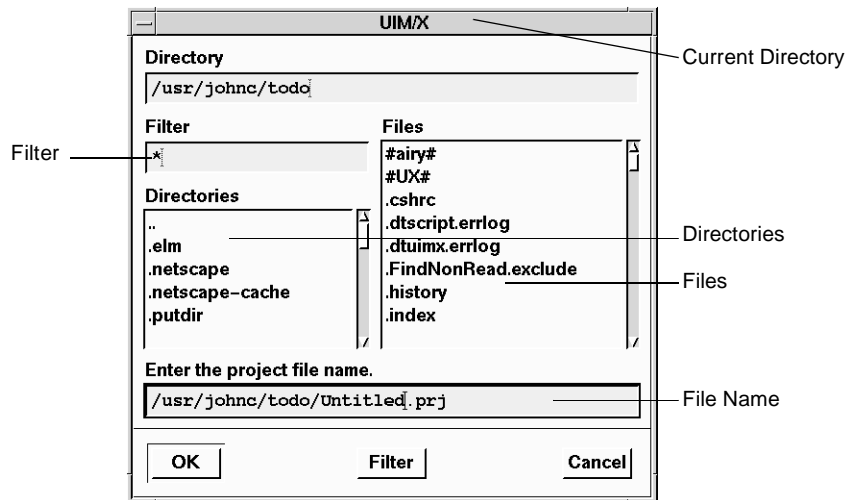 UIM/X
Current Directory
Directory
/usr/johnc/todo
Filter
Files
Filter
*
#airy#
#UX#
.cshrc
.dtscript.errlog
.dtuimx.errlog
.FindNonRead.exclude
.history
.index
Directories
..
.elm
.netscape
.netscape-cache
.putdir
Directories
Files
Enter the project file name.
/usr/johnc/todo/Untitled.prj
File Name
OK
Filter
Cancel